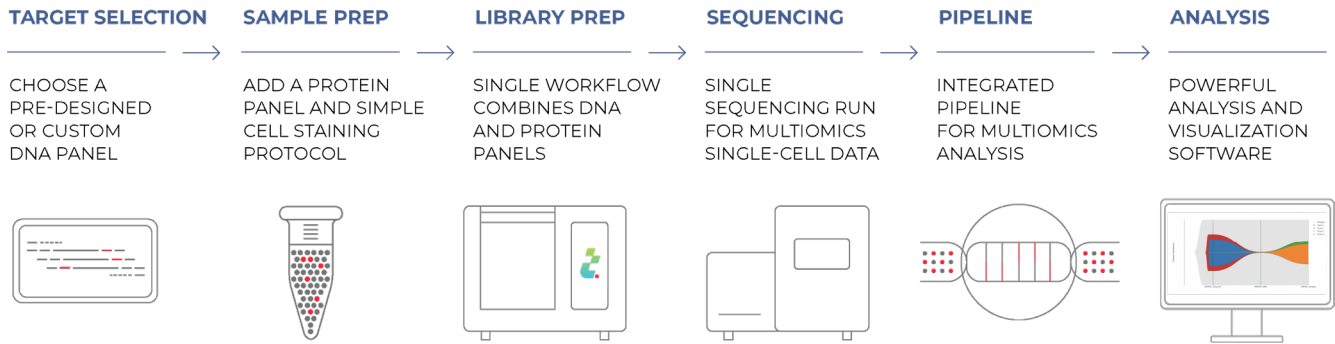 TARGET SELECTION
CHOOSE A
PRE-DESIGNED
OR CUSTOM
DNA PANEL
SAMPLE PREP
ADD A PROTEIN
PANEL AND SIMPLE
CELL STAINING
PROTOCOL
LIBRARY PREP
SINGLE WORKFLOW
COMBINES DNA
AND PROTEIN
PANELS
SEQUENCING
SINGLE
SEQUENCING RUN
FOR MULTIOMICS
SINGLE-CELL DATA
PIPELINE
INTEGRATED
PIPELINE
FOR MULTIOMICS
ANALYSIS
ANALYSIS
POWERFUL
ANALYSIS AND
VISUALIZATION
SOFTWARE